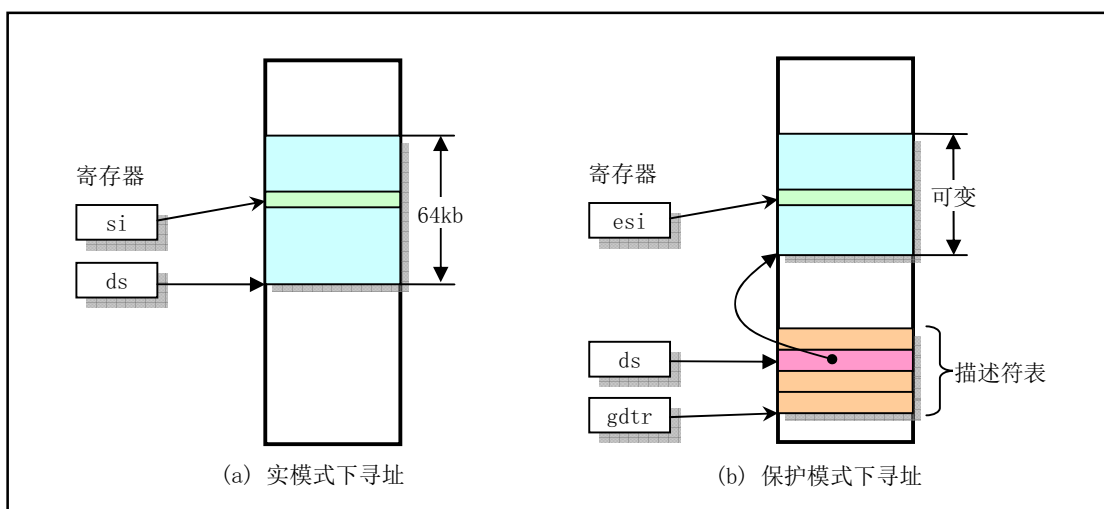 寄存器
si
ds
64kb
(a) 实模式下寻址
寄存器
esi
ds
gdtr
可变
描述符表
(b) 保护模式下寻址